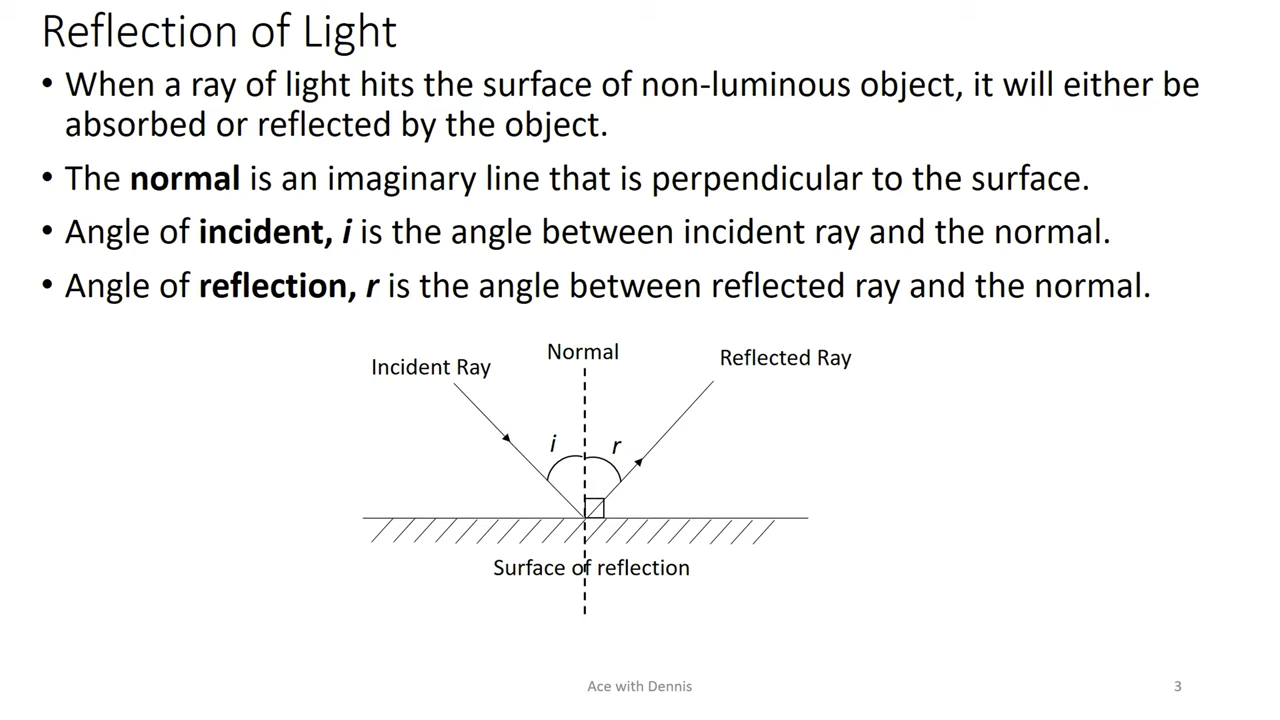 Reflection of Light
• When a ray of light hits the surface of non-luminous object, it will either be
absorbed or reflected by the object.
• The normal is an imaginary line that is perpendicular to the surface.
• Angle of incident, i is the angle between incident ray and the normal.
• Angle of reflection, r is the angle between reflected ray and the normal.
Incident Ray
Normal
Reflected Ray
i
r
Surface of reflection
Ace with Dennis
3